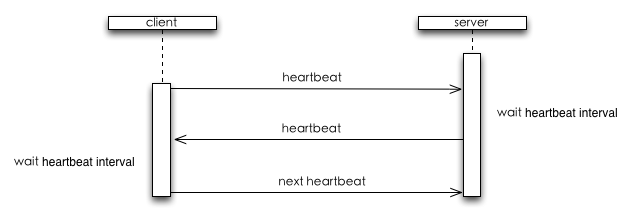 client
server
heartbeat
wait heartbeat interval
heartbeat
wait heartbeat interval
next heartbeat